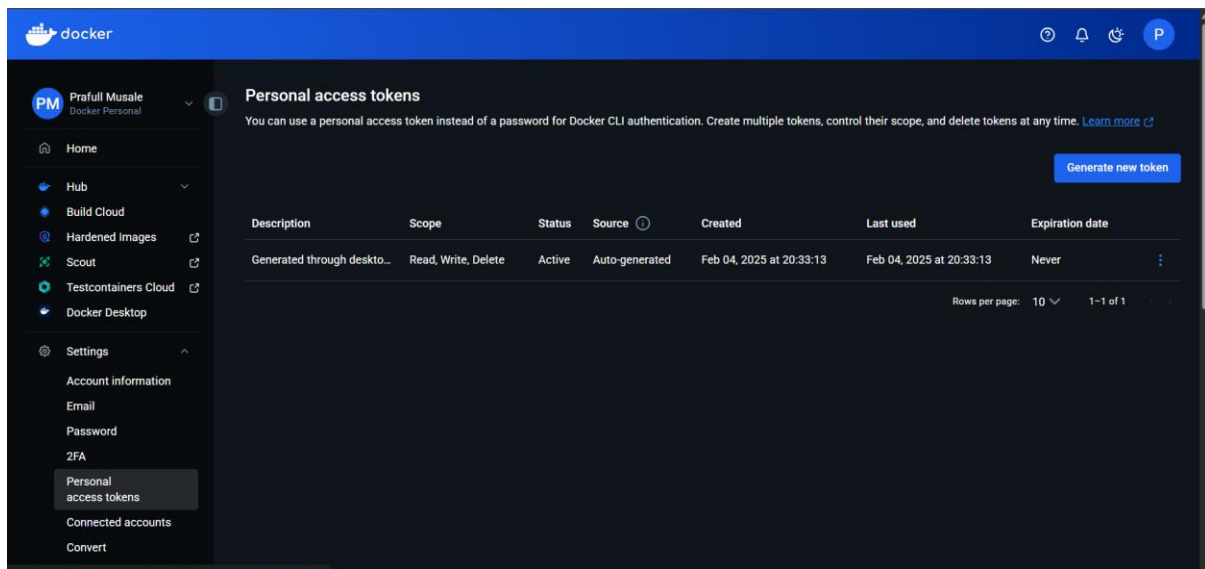 docker
P
PM
Prafull Musale
Docker Personal
Home
Hub
Build Cloud
Hardened Images
Scout
Testcontainers Cloud
Docker Desktop
Settings
Account information
Email
Password
2FA
Personal
access tokens
Connected accounts
Convert
Personal access tokens
You can use a personal access token instead of a password for Docker CLI authentication. Create multiple tokens, control their scope, and delete tokens at any time. Learn more
Generate new token
Description Scope Status Source Created Last used Expiration date
Generated through deskto... Read, Write, Delete Active Auto-generated Feb 04, 2025 at 20:33:13 Feb 04, 2025 at 20:33:13 Never
Rows per page: 10 1–1 of 1